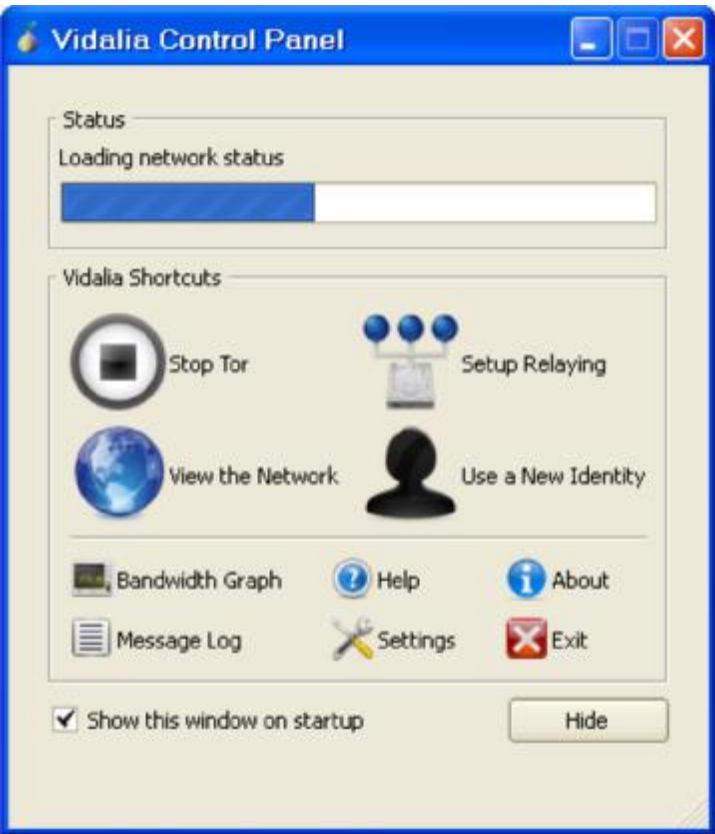 Vidalia Control Panel
Status
Loading network status
Vidalia Shortcuts
Stop Tor
Setup Relaying
View the Network
Use a New Identity
Bandwidth Graph
Help
About
Message Log
Settings
Exit
Show this window on startup
Hide